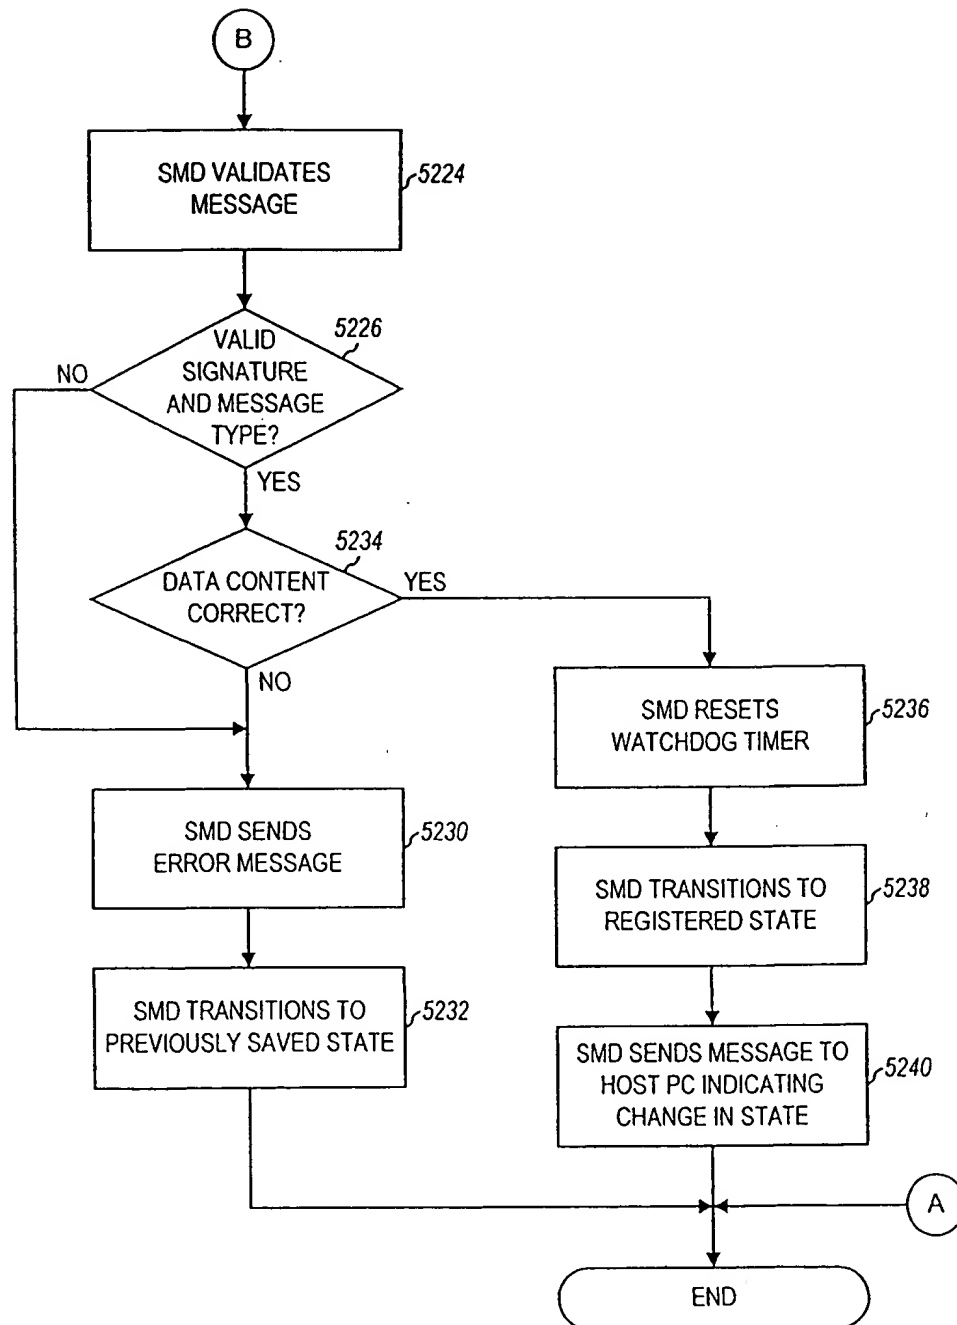 B
SMD VALIDATES
MESSAGE
5224
5226
VALID
SIGNATURE
AND MESSAGE
TYPE?
NO
YES
5234
DATA CONTENT
CORRECT?
YES
NO
SMD RESETS
WATCHDOG TIMER
5236
SMD SENDS
ERROR MESSAGE
5230
SMD TRANSITIONS TO
REGISTERED STATE
5238
SMD TRANSITIONS TO
PREVIOUSLY SAVED STATE
5232
SMD SENDS MESSAGE TO
HOST PC INDICATING
CHANGE IN STATE
5240
A
END